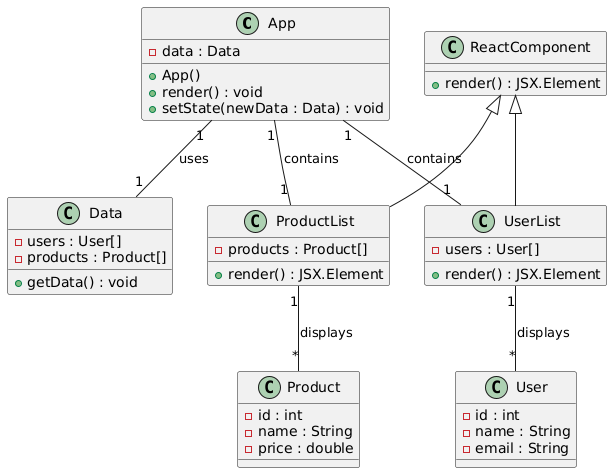 C App
data : Data
App()
render() : void
setState(newData : Data) : void
C ReactComponent
render() : JSX.Element
1
1
1
uses
contains
contains
1
1
1
C Data
users : User[]
products : Product[]
getData() : void
C ProductList
products : Product[]
render() : JSX.Element
C UserList
users : User[]
render() : JSX.Element
1
1
displays
displays
*
*
C Product
id : int
name : String
price : double
C User
id : int
name : String
email : String